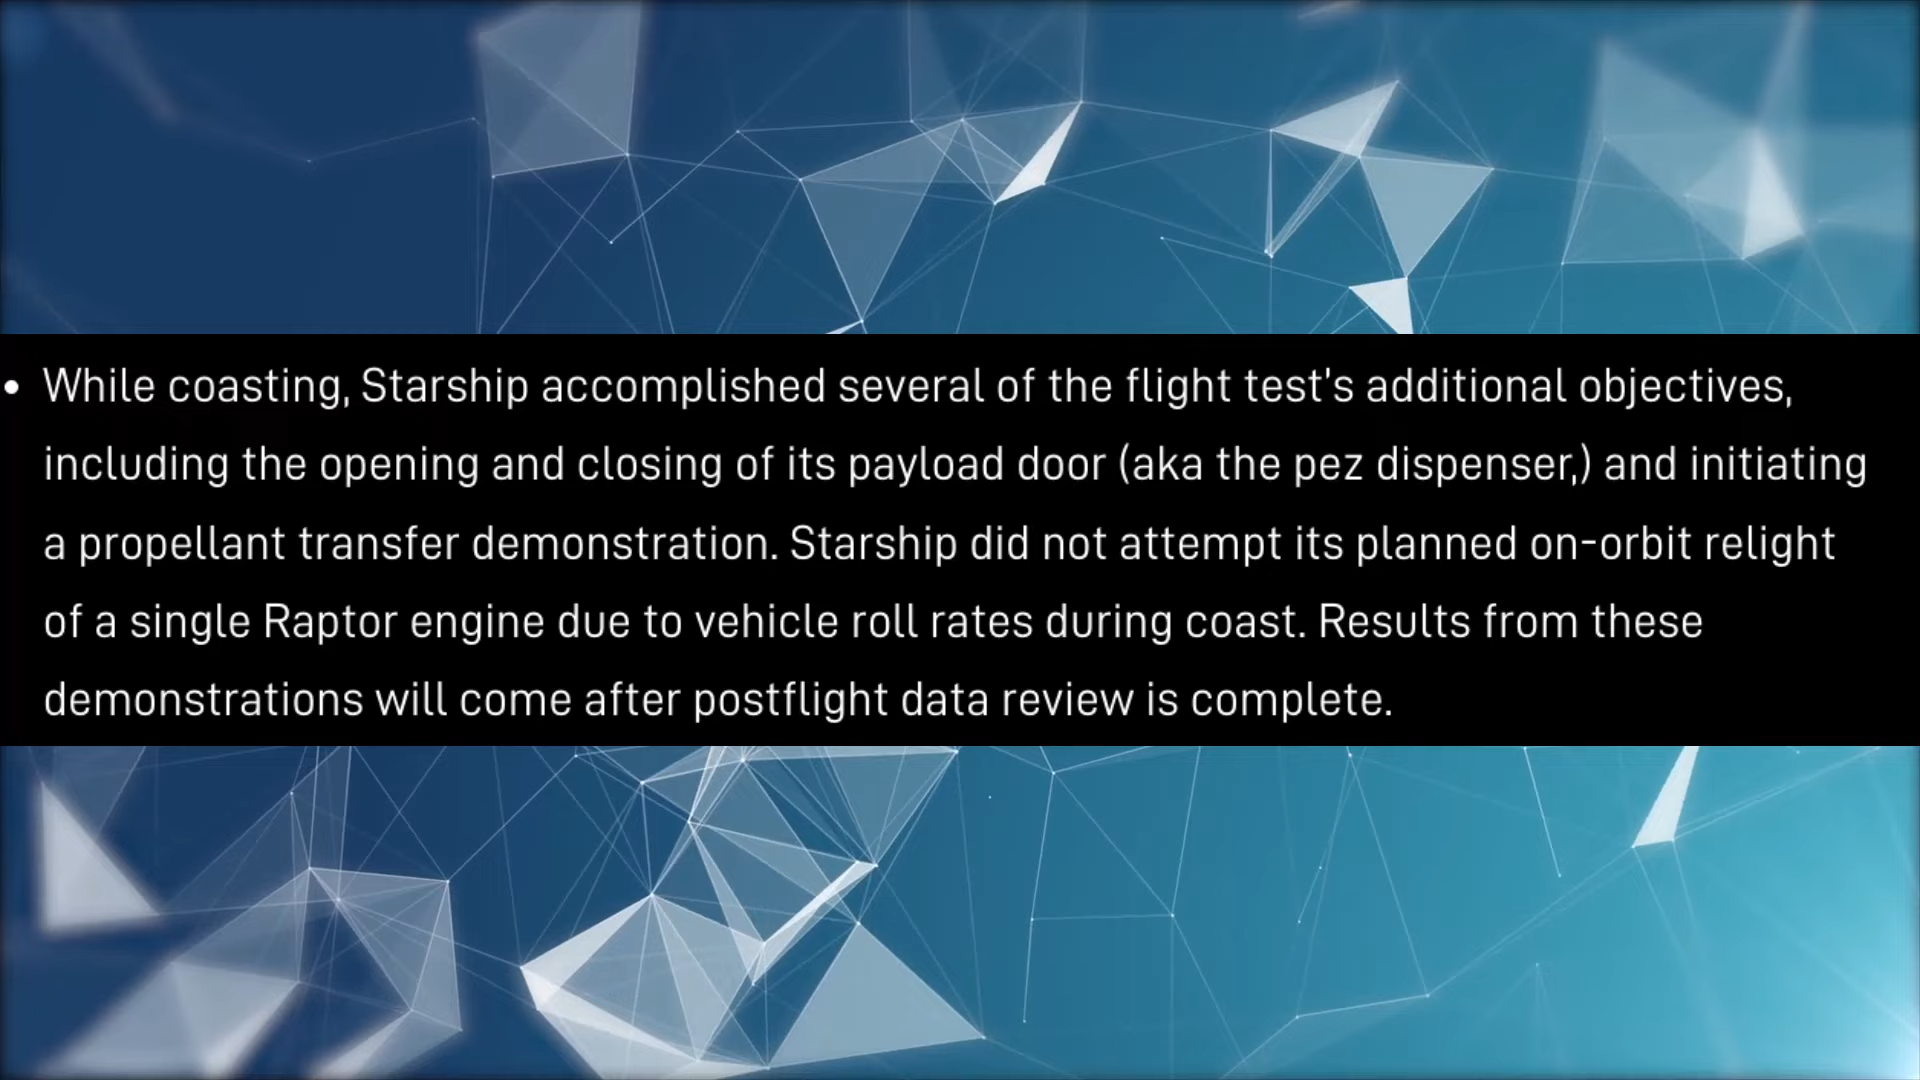 • While coasting, Starship accomplished several of the flight test's additional objectives,
including the opening and closing of its payload door (aka the pez dispenser,) and initiating
a propellant transfer demonstration. Starship did not attempt its planned on-orbit relight
of a single Raptor engine due to vehicle roll rates during coast. Results from these
demonstrations will come after postflight data review is complete.